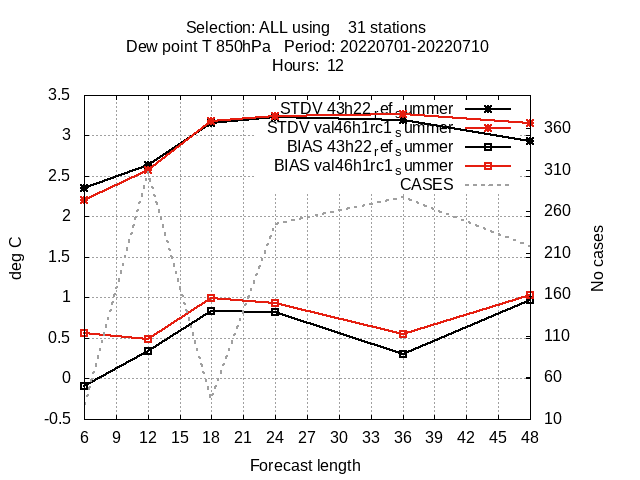 Selection: ALL using 31 stations
Dew point T 850hPa Period: 20220701-20220710
Hours: 12
STDV 43h22_ref_summer
STDV val46h1rc1_summer
BIAS 43h22_ref_summer
BIAS val46h1rc1_summer
CASES
deg C
3.5
3
2.5
2
1.5
1
0.5
0
-0.5
No cases
360
310
260
210
160
110
60
10
6 9 12 15 18 21 24 27 30 33 36 39 42 45 48
Forecast length